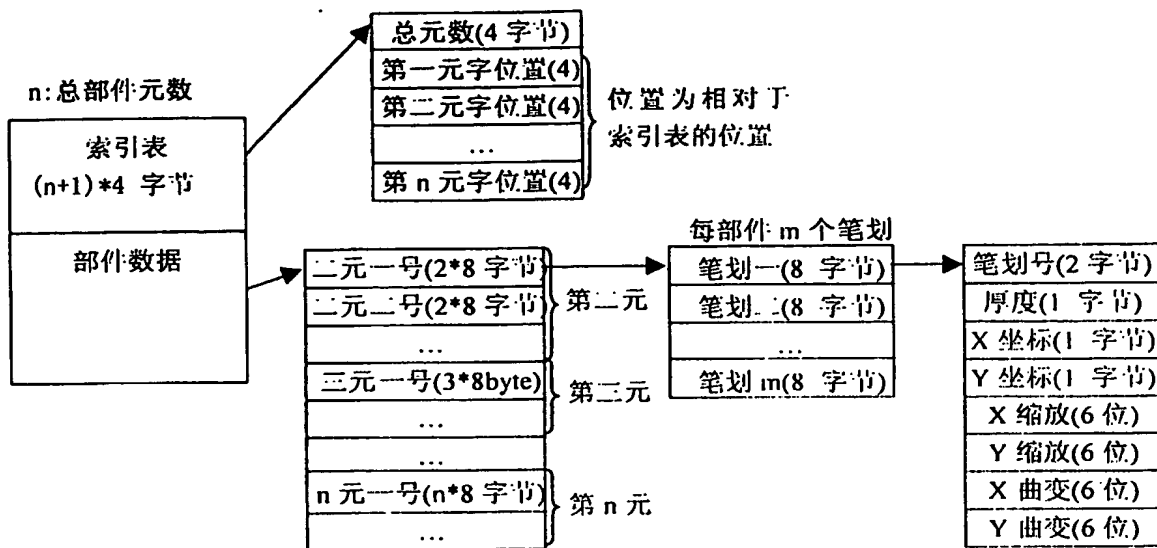 n:总部件元数
索引表
(n+1)*4 字节
部件数据
总元数(4 字节)
第一元字位置(4)
第二元字位置(4)
...
第 n 元字位置(4)
位置为相对于
索引表的位置
二元一号(2*8 字节
二元二号(2*8 字节
...
三元一号(3*8byte)
...
...
n 元一号(n*8 字节)
...
第二元
第三元
第 n 元
每部件 m 个笔划
笔划一(8 字节)
笔划二(8 字节)
...
笔划 m(8 字节)
笔划号(2 字节)
厚度(1 字节)
X 坐标(1 字节)
Y 坐标(1 字节)
X 缩放(6 位)
Y 缩放(6 位)
X 曲变(6 位)
Y 曲变(6 位)